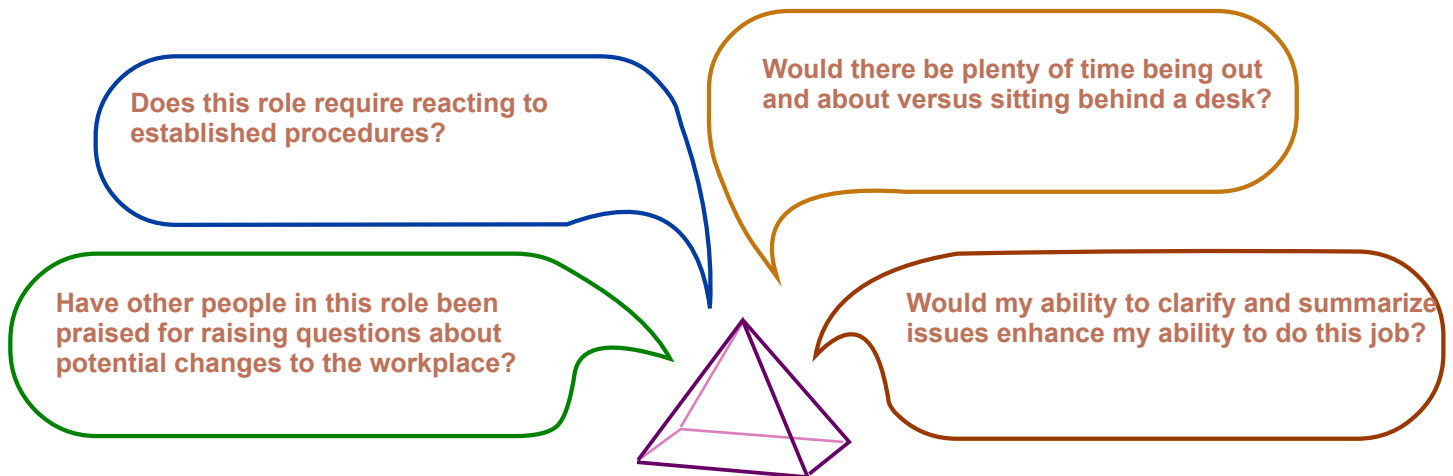 Does this role require reacting to
established procedures?
Would there be plenty of time being out
and about versus sitting behind a desk?
Have other people in this role been
praised for raising questions about
potential changes to the workplace?
Would my ability to clarify and summarize
issues enhance my ability to do this job?